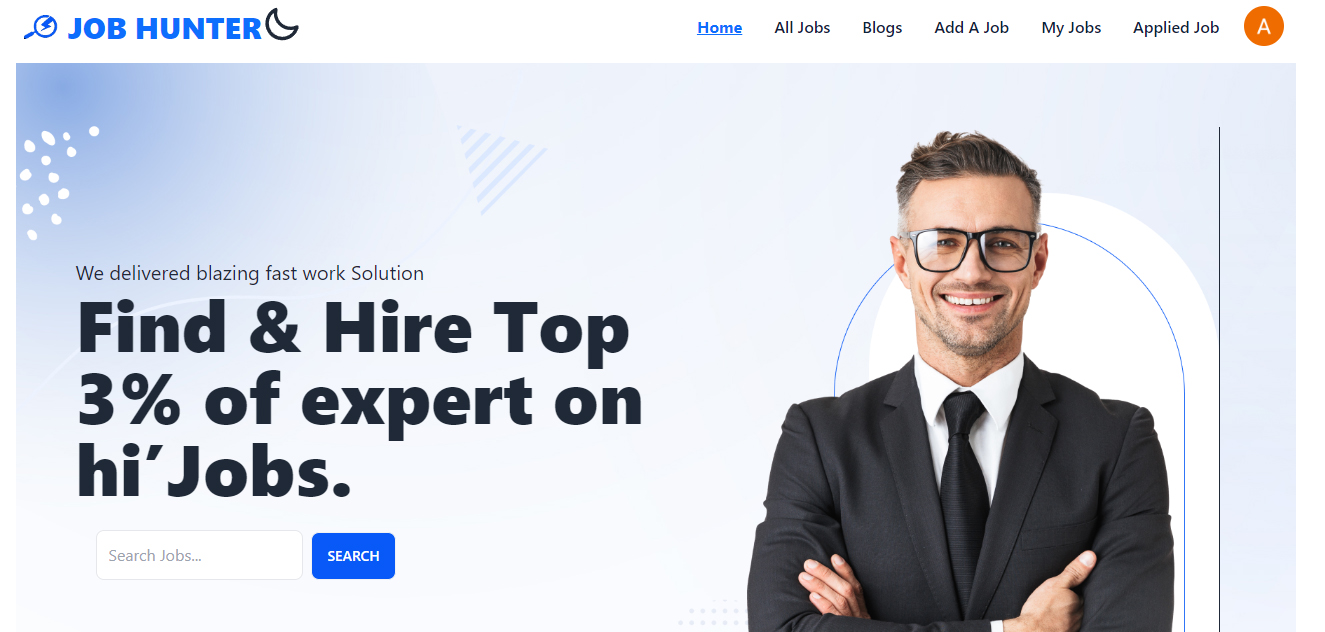 JOB HUNTER
Home All Jobs Blogs Add A Job My Jobs Applied Job A
We delivered blazing fast work Solution
Find & Hire Top
3% of expert on
hi’Jobs.
Search Jobs... SEARCH